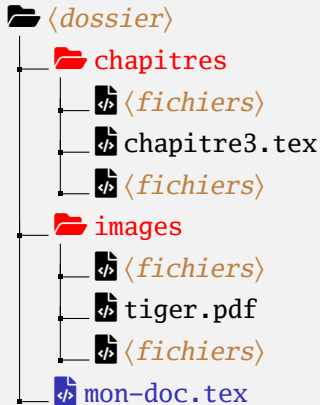 ⟨dossier⟩
chapitres
⟨fichiers⟩
chapitre3.tex
⟨fichiers⟩
images
⟨fichiers⟩
tiger.pdf
⟨fichiers⟩
mon-doc.tex